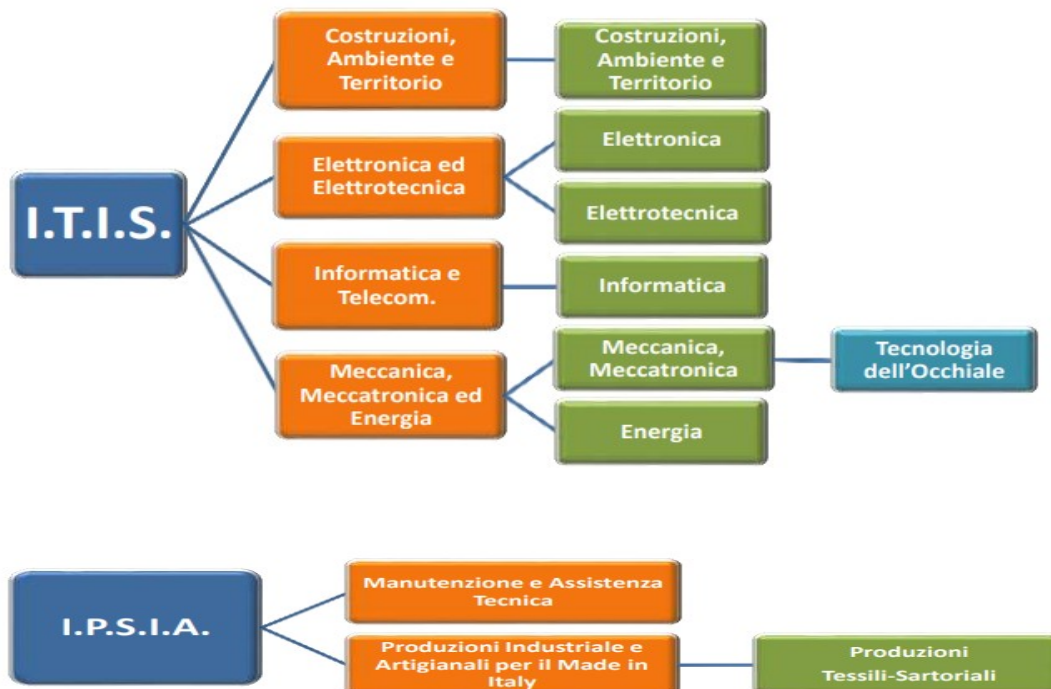 Costruzioni,
Ambiente e
Territorio
Costruzioni,
Ambiente e
Territorio
I.T.I.S.
Elettronica ed
Elettrotecnica
Elettronica
Elettrotecnica
Informatica e
Telecom.
Informatica
Meccanica,
Meccatronica ed
Energia
Meccanica,
Meccatronica
Tecnologia
dell'Occhiale
Energia
I.P.S.I.A.
Manutenzione e Assistenza
Tecnica
Produzioni Industriale e
Artigianali per il Made in
Italy
Produzioni
Tessili-Sartoriali